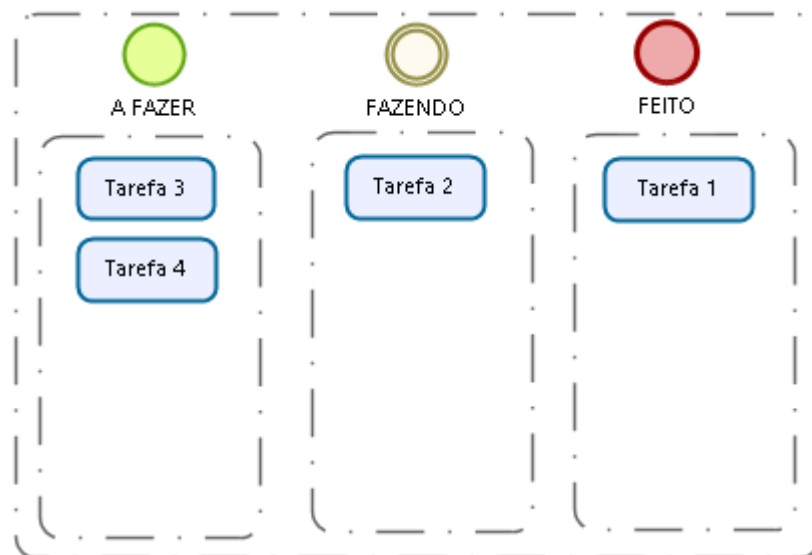 A FAZER
FAZENDO
FEITO
Tarefa 3
Tarefa 2
Tarefa 1
Tarefa 4